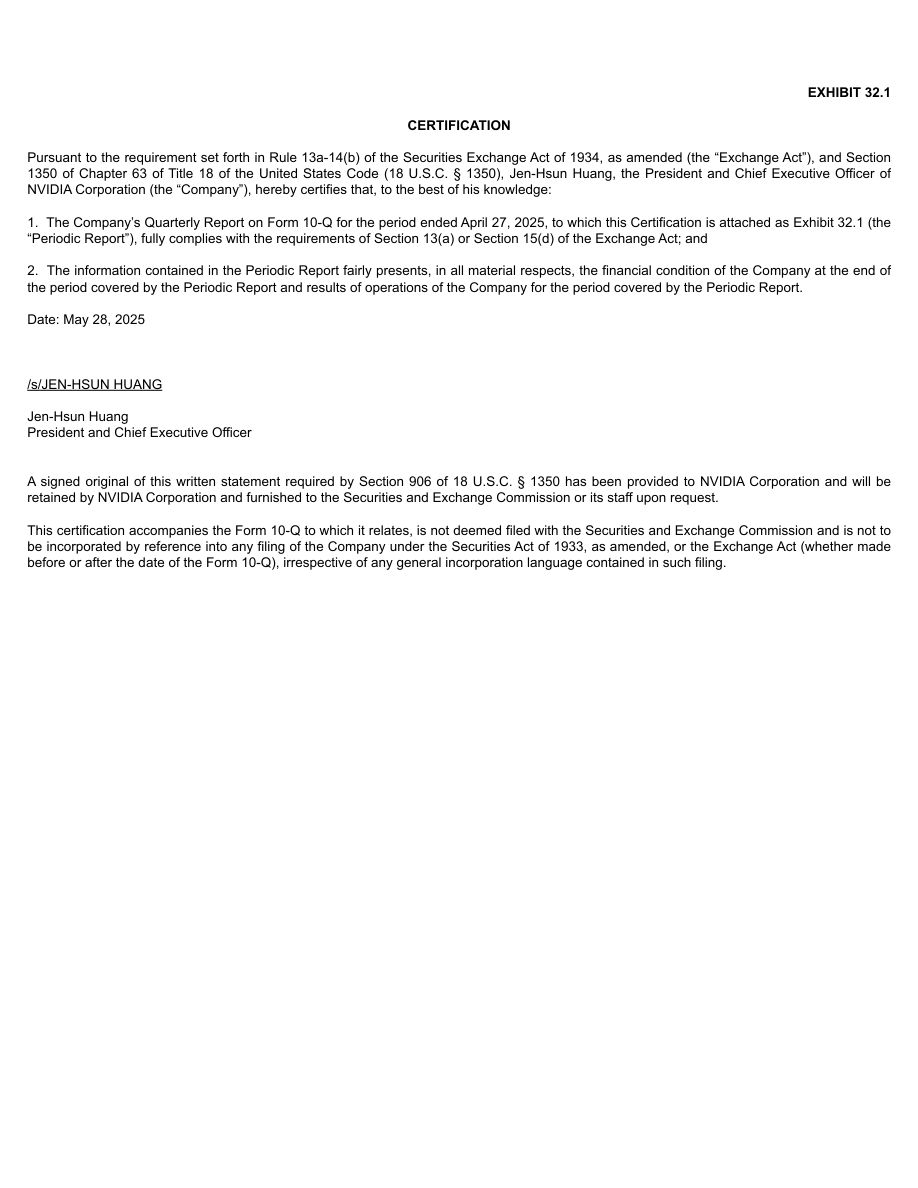 EXHIBIT 32.1
CERTIFICATION
Pursuant to the requirement set forth in Rule 13a-14(b) of the Securities Exchange Act of 1934, as amended (the “Exchange Act”), and Section
1350 of Chapter 63 of Title 18 of the United States Code (18 U.S.C. § 1350), Jen-Hsun Huang, the President and Chief Executive Officer of
NVIDIA Corporation (the “Company”), hereby certifies that, to the best of his knowledge:
1.  The Company’s Quarterly Report on Form 10-Q for the period ended April 27, 2025, to which this Certification is attached as Exhibit 32.1 (the
“Periodic Report”), fully complies with the requirements of Section 13(a) or Section 15(d) of the Exchange Act; and
2.  The information contained in the Periodic Report fairly presents, in all material respects, the financial condition of the Company at the end of
the period covered by the Periodic Report and results of operations of the Company for the period covered by the Periodic Report.
Date: May 28, 2025
/s/JEN-HSUN HUANG
Jen-Hsun Huang
President and Chief Executive Officer
A signed original of this written statement required by Section 906 of 18 U.S.C. § 1350 has been provided to NVIDIA Corporation and will be
retained by NVIDIA Corporation and furnished to the Securities and Exchange Commission or its staff upon request.
This certification accompanies the Form 10-Q to which it relates, is not deemed filed with the Securities and Exchange Commission and is not to
be incorporated by reference into any filing of the Company under the Securities Act of 1933, as amended, or the Exchange Act (whether made
before or after the date of the Form 10-Q), irrespective of any general incorporation language contained in such filing.